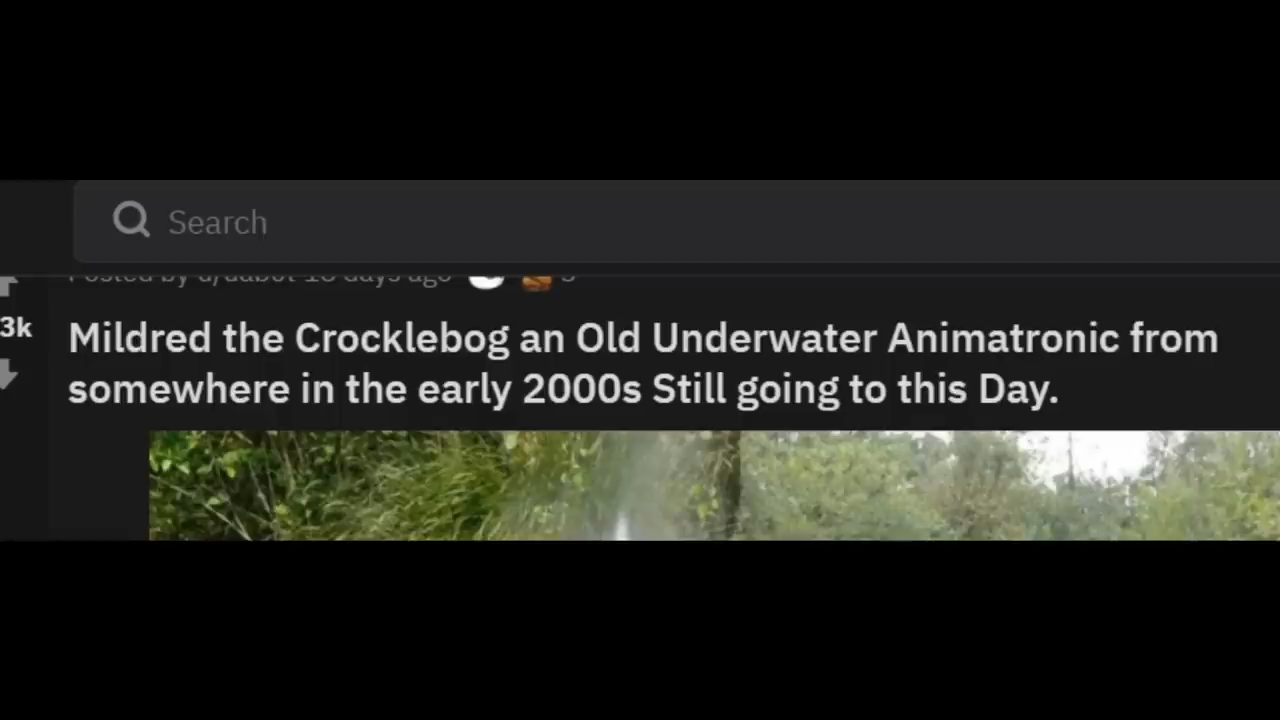 Search
3k
Mildred the Crocklebog an Old Underwater Animatronic from
somewhere in the early 2000s Still going to this Day.